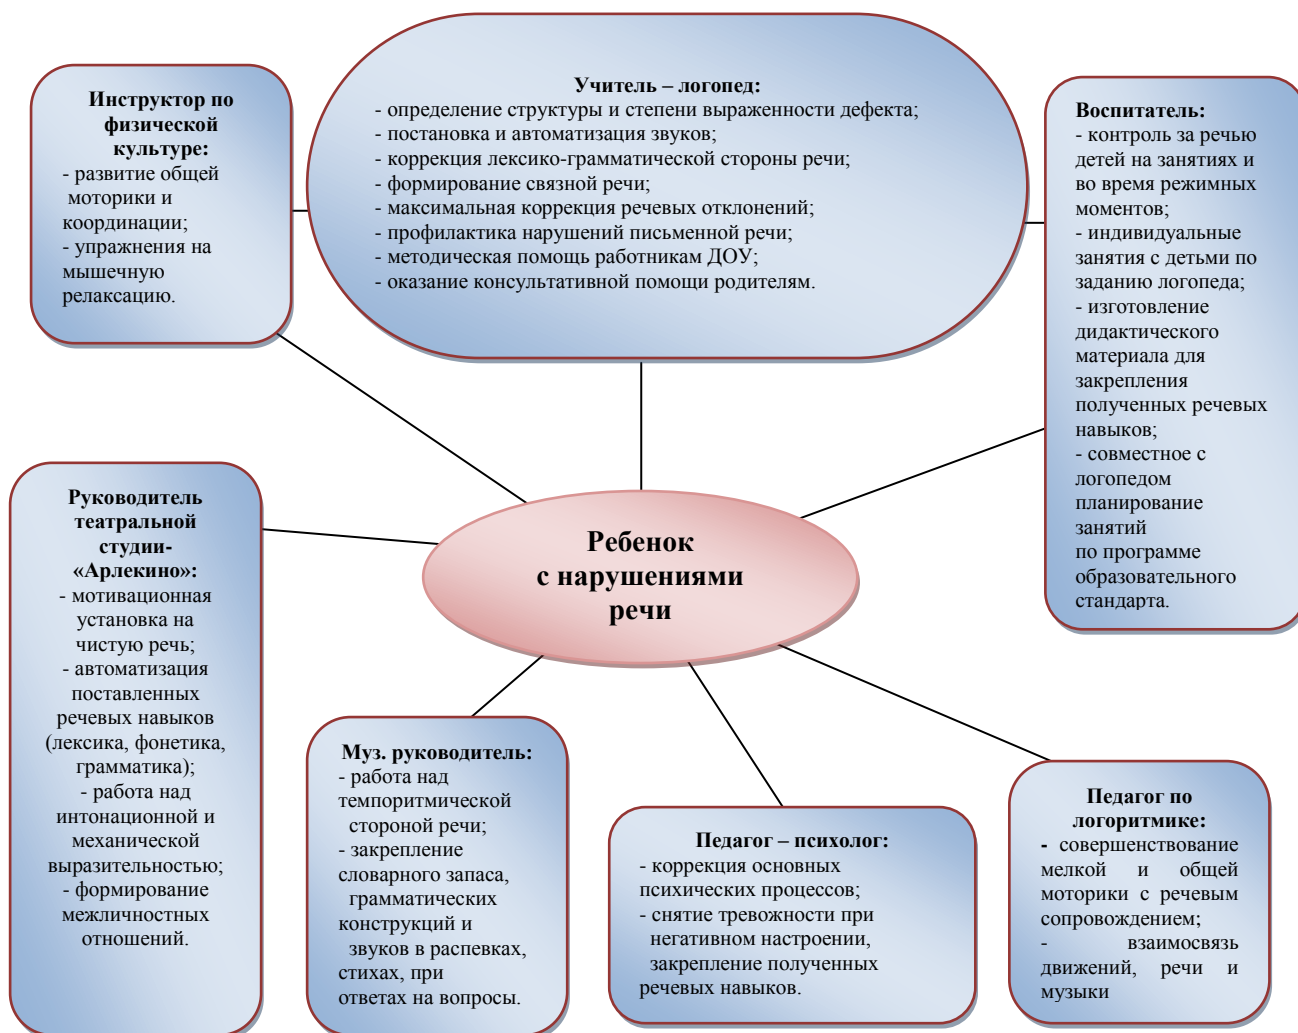 Инструктор по
физической
культуре:
- развитие общей
моторики и
координации;
- упражнения на
мышечную
релаксацию.
Учитель – логопед:
- определение структуры и степени выраженности дефекта;
- постановка и автоматизация звуков;
- коррекция лексико-грамматической стороны речи;
- формирование связной речи;
- максимальная коррекция речевых отклонений;
- профилактика нарушений письменной речи;
- методическая помощь работникам ДОУ;
- оказание консультативной помощи родителям.
Воспитатель:
- контроль за речью
детей на занятиях и
во время режимных
моментов;
- индивидуальные
занятия с детьми по
заданию логопеда;
- изготовление
дидактического
материала для
закрепления
полученных речевых
навыков;
- совместное с
логопедом
планирование
занятий
по программе
образовательного
стандарта.
Руководитель
театральной
студии-
«Арлекино»:
- мотивационная
установка на
чистую речь;
- автоматизация
поставленных
речевых навыков
(лексика, фонетика,
грамматика);
- работа над
интонационной и
механической
выразительностью;
- формирование
межличностных
отношений.
Ребенок
с нарушениями
речи
Муз. руководитель:
- работа над
темпоритмической
стороной речи;
- закрепление
словарного запаса,
грамматических
конструкций и
звуков в распевках,
стихах, при
ответах на вопросы.
Педагог – психолог:
- коррекция основных
психических процессов;
- снятие тревожности при
негативном настроении,
закрепление полученных
речевых навыков.
Педагог по
логоритмике:
- совершенствование
мелкой и общей
моторики с речевым
сопровождением;
- взаимосвязь
движений, речи и
музыки